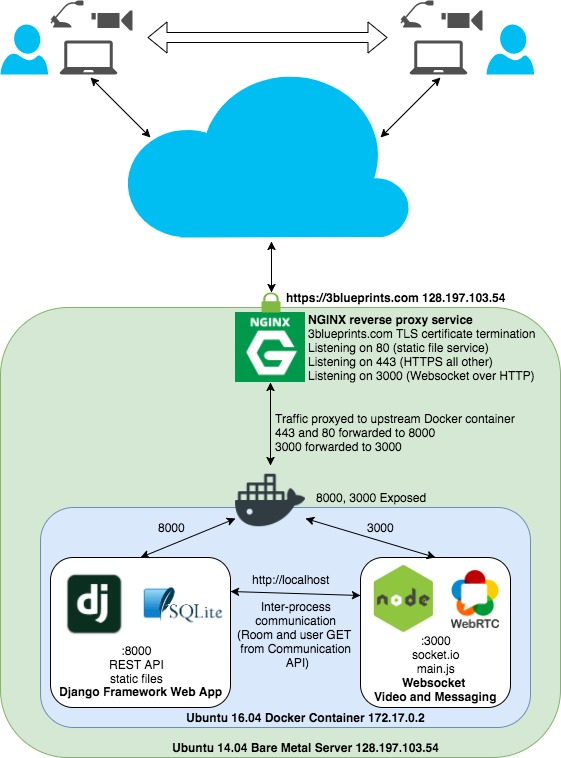 https://3blueprints.com 128.197.103.54
NGINX
NGINX reverse proxy service
3blueprints.com TLS certificate termination
Listening on 80 (static file service)
Listening on 443 (HTTPS all other)
Listening on 3000 (Websocket over HTTP)
Traffic proxyed to upstream Docker container
443 and 80 forwarded to 8000
3000 forwarded to 3000
8000, 3000 Exposed
8000
3000
dj
SQLite
:8000
REST API
static files
Django Framework Web App
http://localhost
Inter-process
communication
(Room and user GET
from Communication
API)
node
WebRTC
:3000
socket.io
main.js
Websocket
Video and Messaging
Ubuntu 16.04 Docker Container 172.17.0.2
Ubuntu 14.04 Bare Metal Server 128.197.103.54